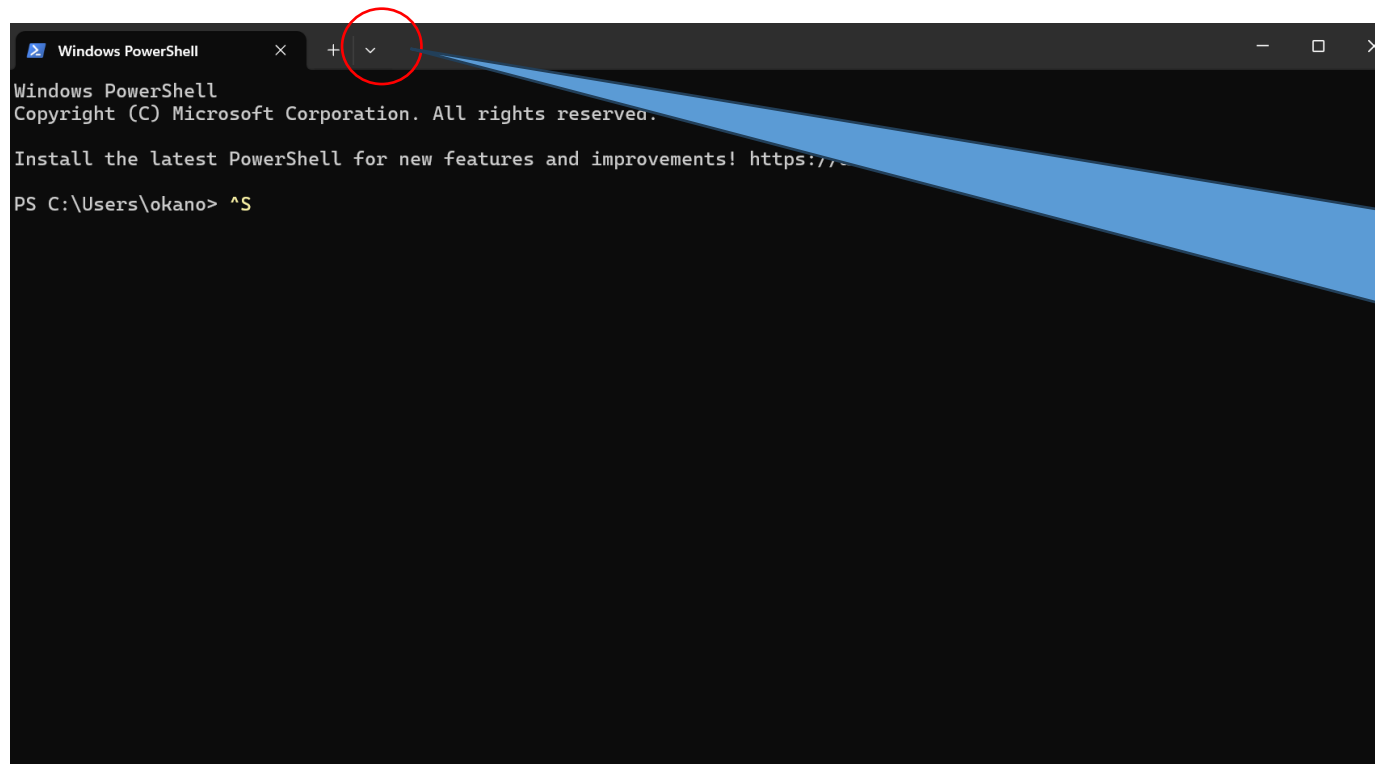 Windows PowerShell
Windows PowerShell
Copyright (C) Microsoft Corporation. All rights reserved.
Install the latest PowerShell for new features and improvements! https:/
PS C:\Users\okano> ^S